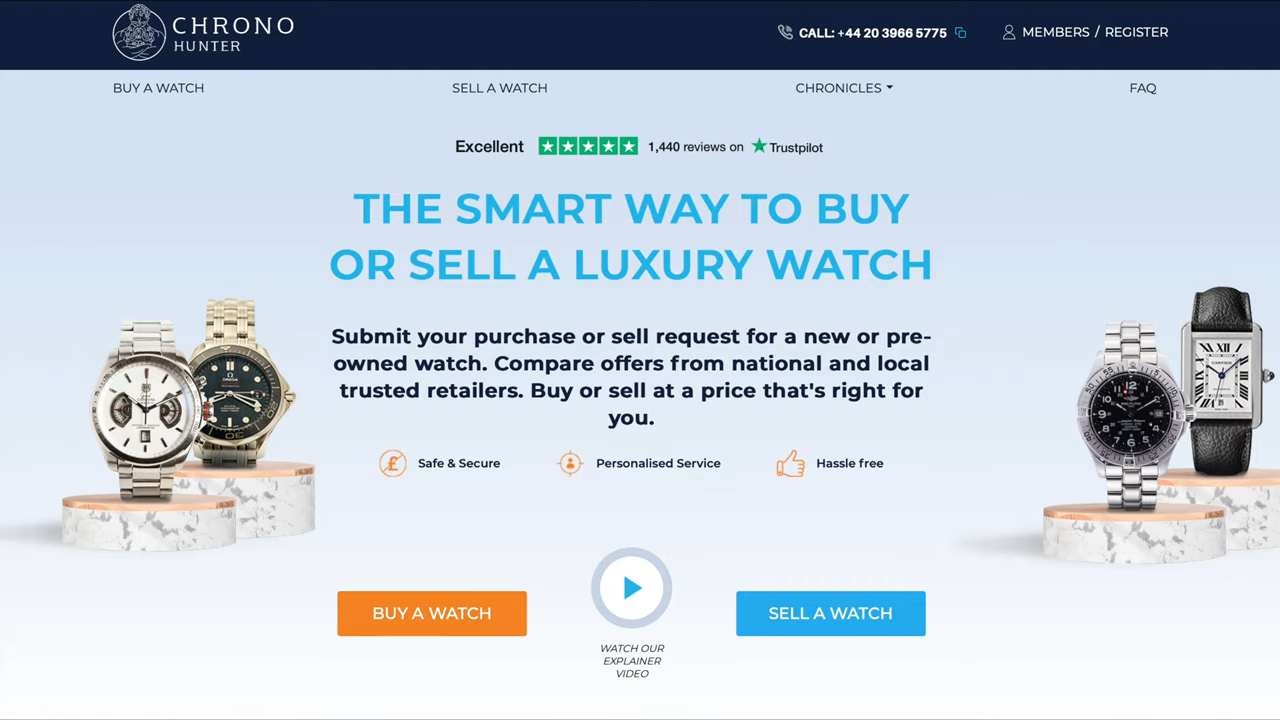 CHRONO
HUNTER
CALL: +44 20 3966 5775
MEMBERS / REGISTER
BUY A WATCH
SELL A WATCH
CHRONICLES
FAQ
Excellent
1,440 reviews on
Trustpilot
THE SMART WAY TO BUY
OR SELL A LUXURY WATCH
Submit your purchase or sell request for a new or pre-
owned watch. Compare offers from national and local
trusted retailers. Buy or sell at a price that's right for
you.
Safe & Secure
Personalised Service
Hassle free
BUY A WATCH
SELL A WATCH
WATCH OUR
EXPLAINER
VIDEO
OMEGA
CARTIER